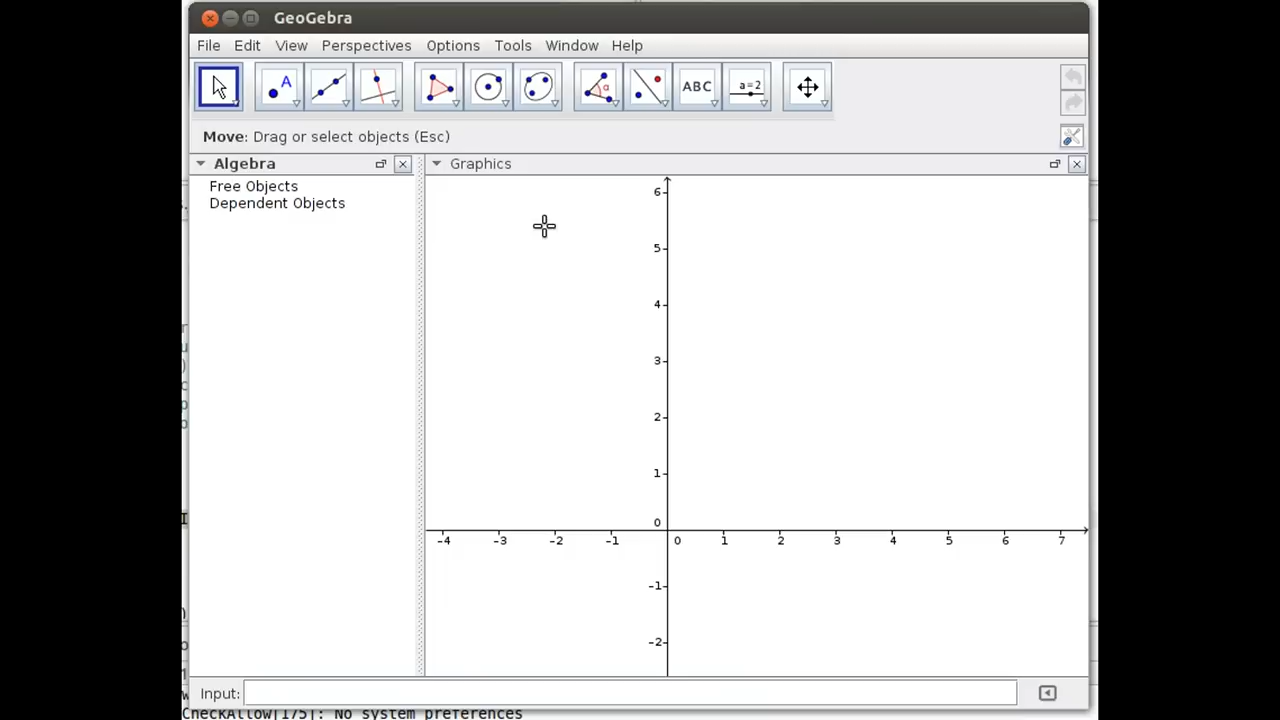 GeoGebra
File Edit View Perspectives Options Tools Window Help
A
α
ABC
a=2
Move: Drag or select objects (Esc)
Algebra
Graphics
Free Objects
Dependent Objects
6
5
4
3
2
1
0
-4 -3 -2 -1 0 1 2 3 4 5 6 7
-1
-2
Input:
CheckAllow[175]: No system preferences